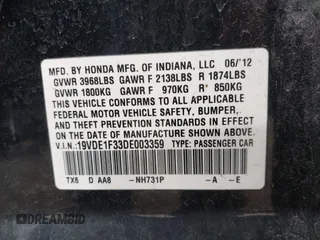 MFD. BY HONDA MFG. OF INDIANA, LLC 06/12
GVWR 3968LBS GAWR F 2138LBS R 1874LBS
GVWR 1800KG GAWR F 970KG R* 850KG
THIS VEHICLE CONFORMS TO ALL APPLICABLE
FEDERAL MOTOR VEHICLE SAFETY, BUMPER,
AND THEFT PREVENTION STANDARDS IN EFFECT ON THE
DATE OF MANUFACTURE SHOWN ABOVE.
V.I.N.: 19VDE1F33DE003359 TYPE: PASSENGER CAR
TX6 D AA8 -NH731P -A -E
DREAMBID